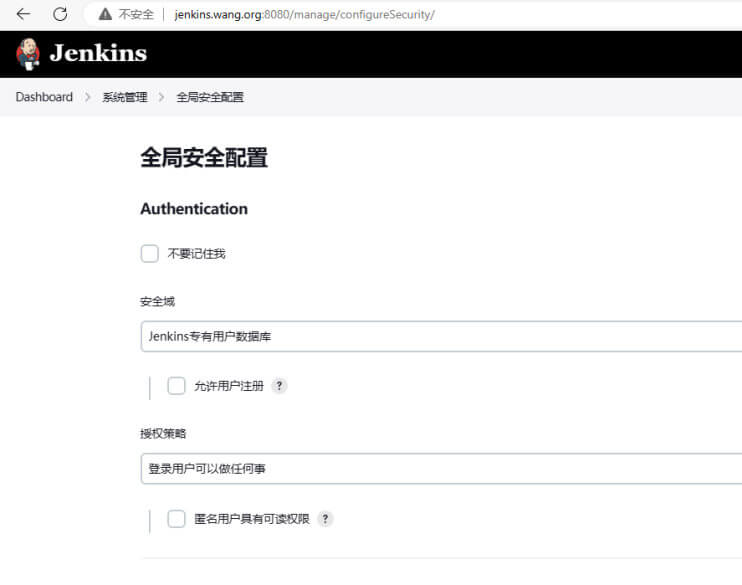 不安全 jenkins.wang.org:8080/manage/configureSecurity/
Jenkins
Dashboard > 系统管理 > 全局安全配置
全局安全配置
Authentication
不要记住我
安全域
Jenkins专有用户数据库
允许用户注册 ?
授权策略
登录用户可以做任何事
匿名用户具有可读权限 ?